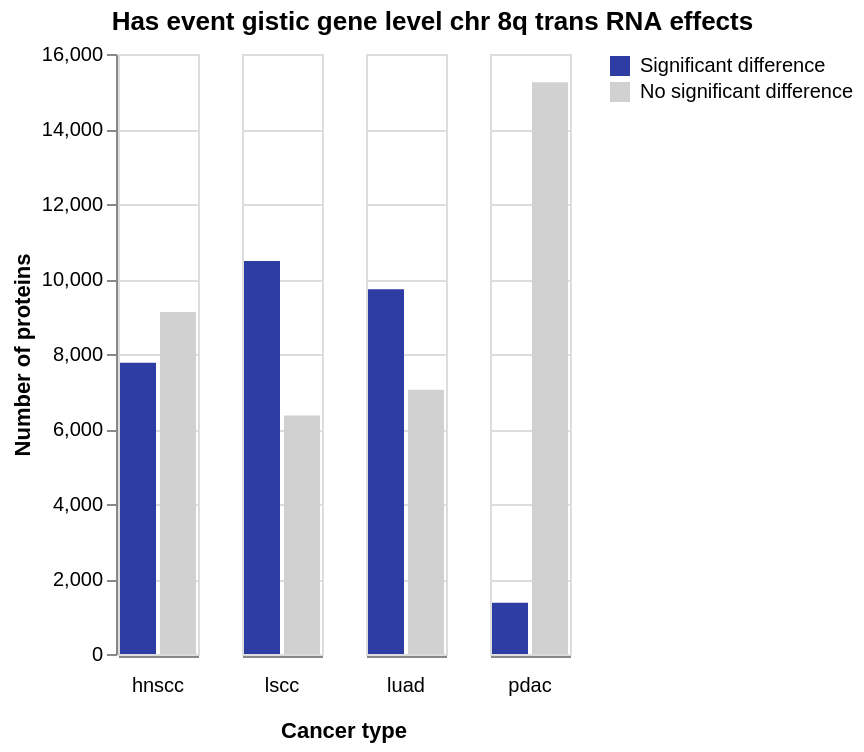 Has event gistic gene level chr 8q trans RNA effects
16,000
14,000
12,000
10,000
8,000
6,000
4,000
2,000
0
Number of proteins
hnscc
lscc
luad
pdac
Cancer type
Significant difference
No significant difference